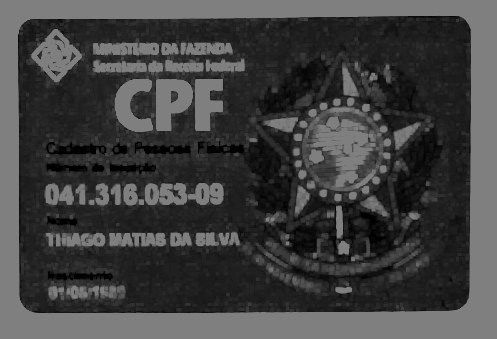 MINISTÉRIO DA FAZENDA
Secretaria da Receita Federal
CPF
Cadastro de Pessoas Físicas
Número de Inscrição
041.316.053-09
Nome
THIAGO MATIAS DA SILVA
Nascimento